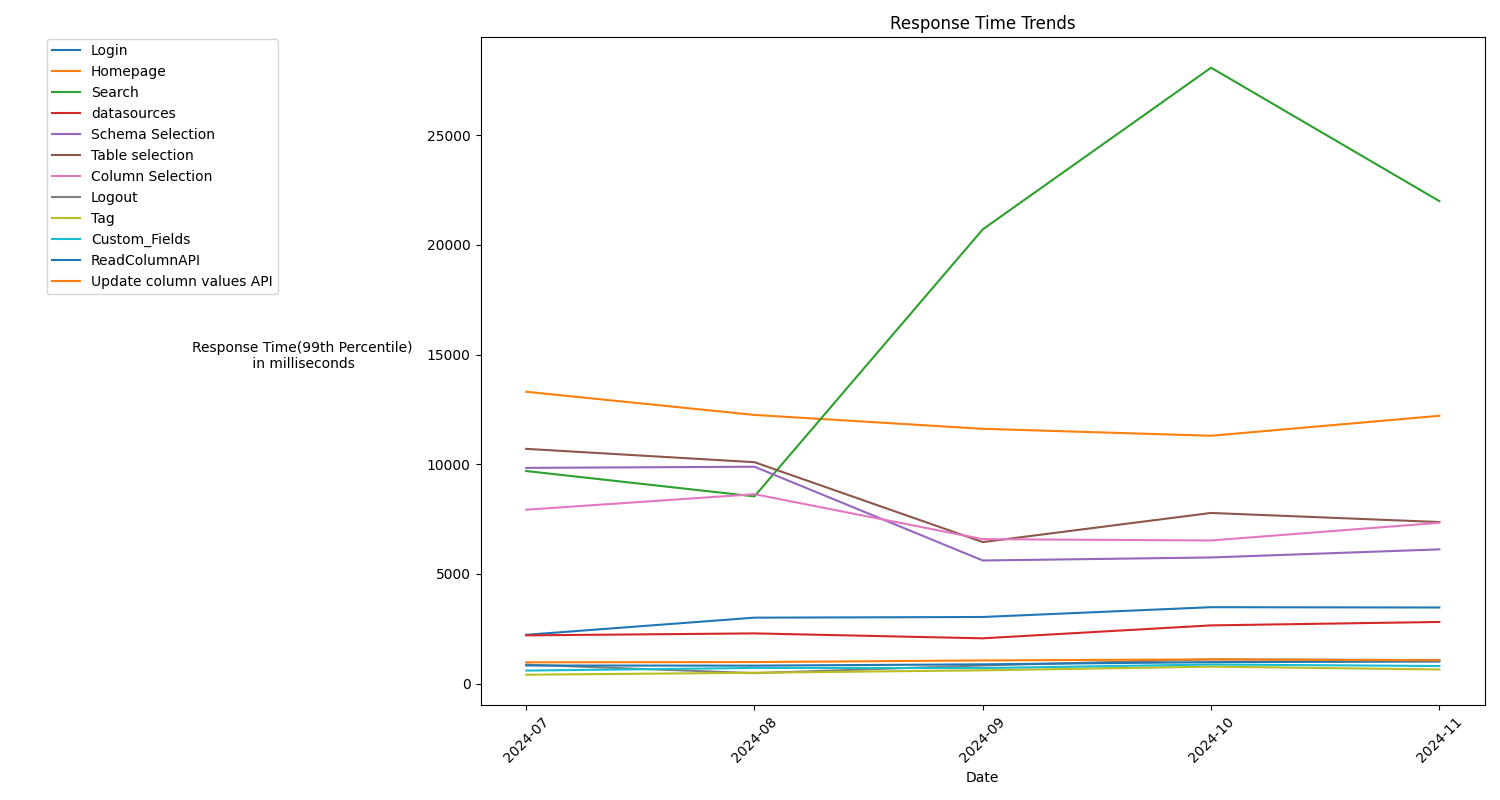 Response Time Trends
Login
Homepage
Search
datasources
Schema Selection
Table selection
Column Selection
Logout
Tag
Custom_Fields
ReadColumnAPI
Update column values API
Response Time(99th Percentile)
in milliseconds
25000
20000
15000
10000
5000
0
2024-07
2024-08
2024-09
2024-10
2024-11
Date